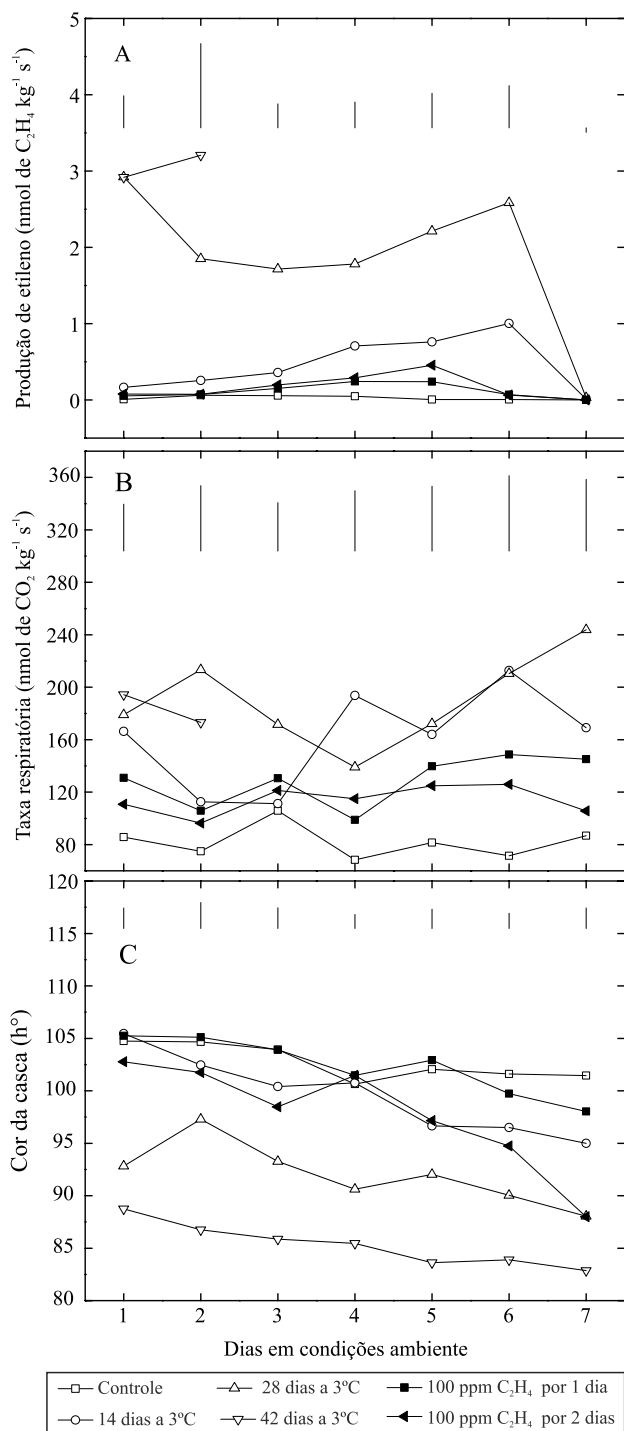 A
5
4
3
2
1
0
Produção de etileno (nmol de C₂H₄ kg⁻¹ s⁻¹)
B
360
320
280
240
200
160
120
80
Taxa respiratória (nmol de CO₂ kg⁻¹ s⁻¹)
C
120
115
110
105
100
95
90
85
80
Cor da casca (h°)
1 2 3 4 5 6 7
Dias em condições ambiente
Controle 28 dias a 3ºC 100 ppm C₂H₄ por 1 dia
14 dias a 3ºC 42 dias a 3ºC 100 ppm C₂H₄ por 2 dias